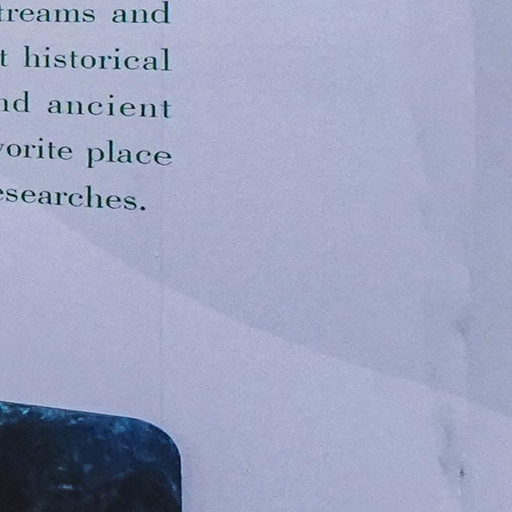 treams and
t historical
nd ancient
vorite place
esearches.